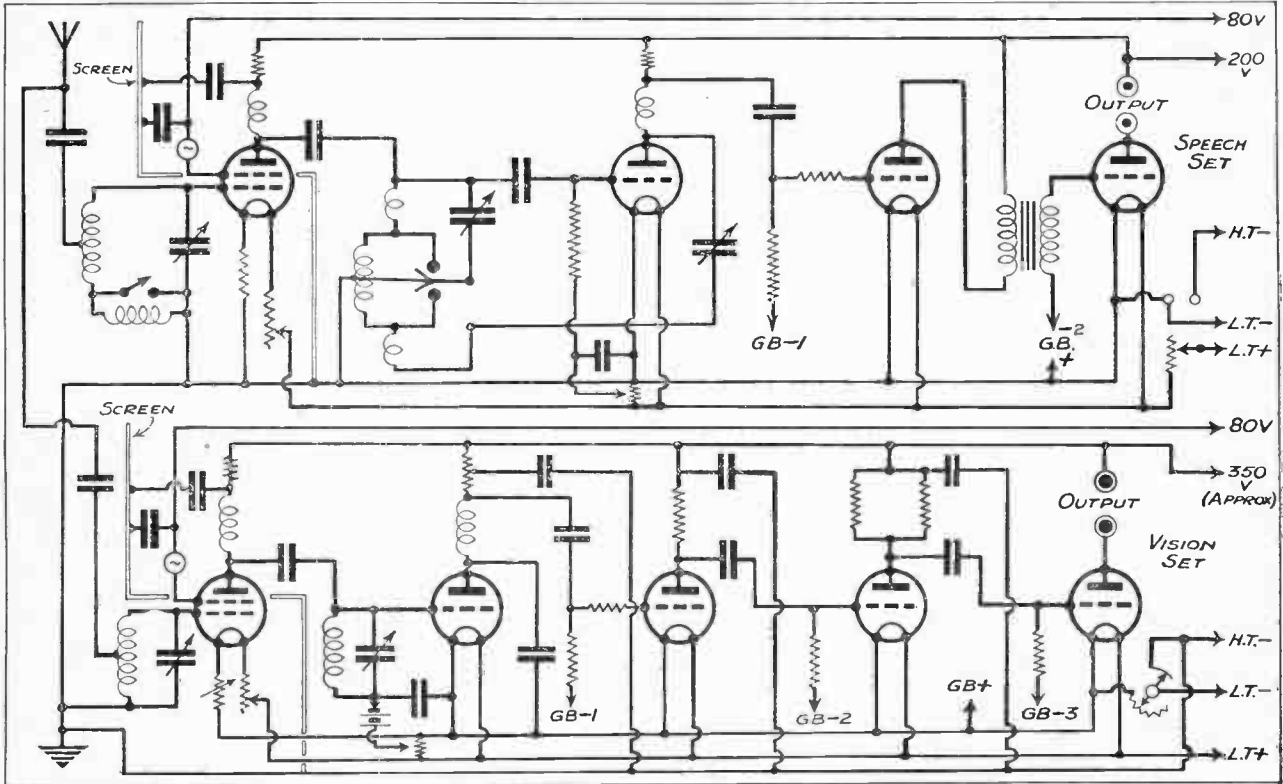 80V
SCREEN
200
V
OUTPUT
SPEECH
SET
H.T-
L.T-
L.T+
GB-1
-2
G.B.
+
SCREEN
80V
350
V
(APPROX)
OUTPUT
VISION
SET
H.T.-
L.T.-
L.T+
GB-1
GB-2
GB+
GB-3